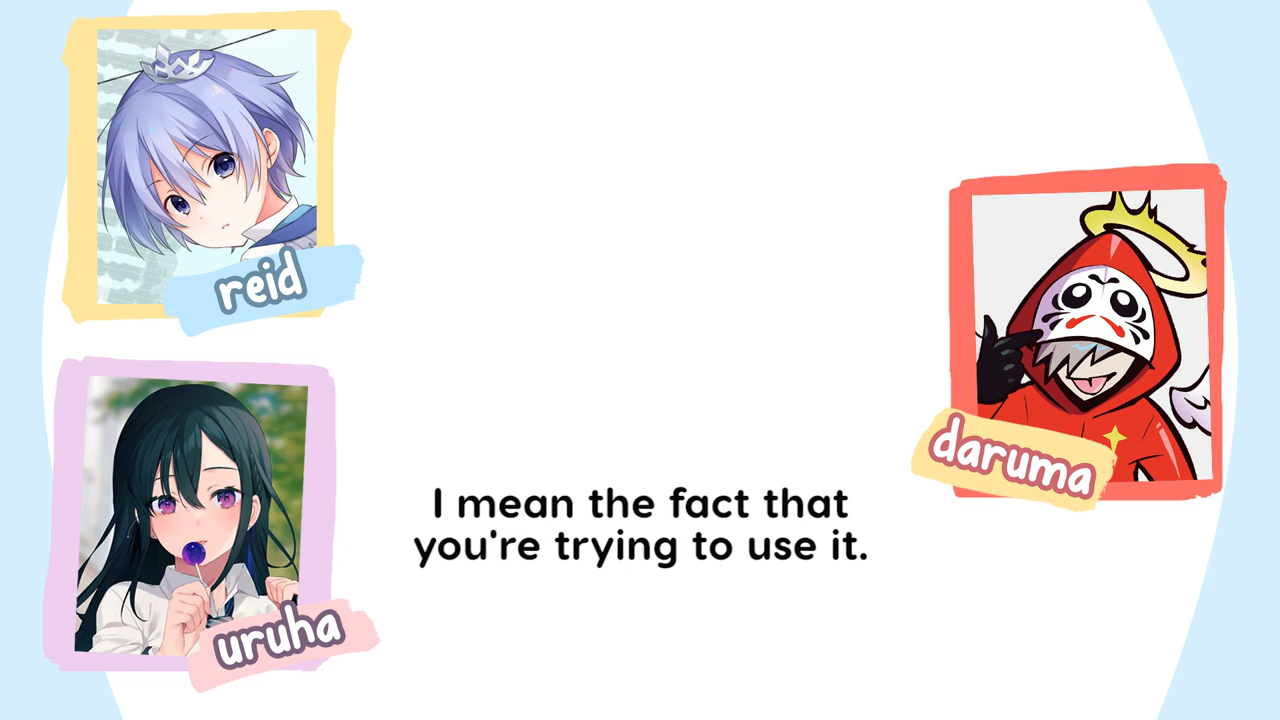 reid
daruma
I mean the fact that
you're trying to use it.
uruha